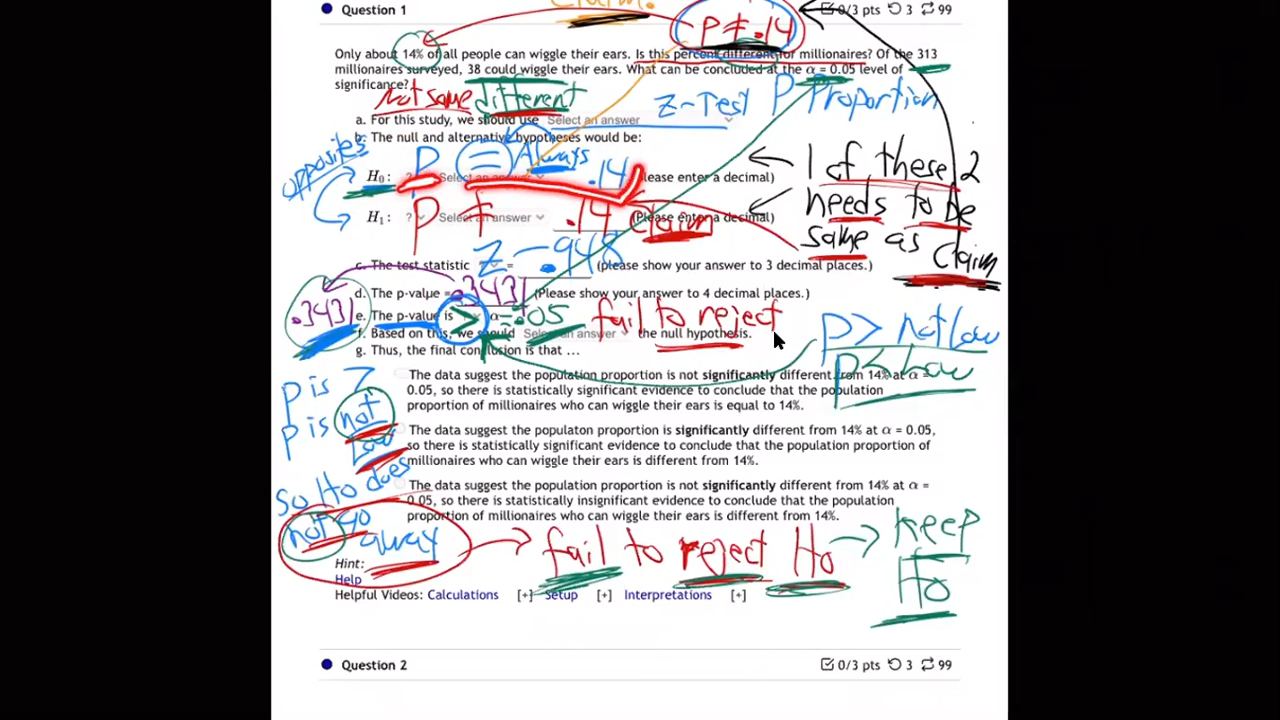 Claim:
Question 1
0/3 pts 3 99
p ≠ .14
Only about 14% of all people can wiggle their ears. Is this percent different for millionaires? Of the 313
millionaires surveyed, 38 could wiggle their ears. What can be concluded at the α = 0.05 level of
significance?
not same different
z-Test p Proportion
a. For this study, we should use Select an answer
b. The null and alternative hypotheses would be:
opposites
p = Always .14
H0: ? Select an answer (please enter a decimal)
1 of these 2
needs to be
same as
claim
p ≠ .14 claim
H1: ? Select an answer (Please enter a decimal)
z -.948
c. The test statistic = (please show your answer to 3 decimal places.)
.3431
d. The p-value = .3431 (Please show your answer to 4 decimal places.)
e. The p-value is > α = .05
fail to reject
f. Based on this, we should Select an answer the null hypothesis.
p > not low
p < low
g. Thus, the final conclusion is that ...
The data suggest the population proportion is not significantly different from 14% at α =
0.05, so there is statistically significant evidence to conclude that the population
proportion of millionaires who can wiggle their ears is equal to 14%.
The data suggest the populaton proportion is significantly different from 14% at α = 0.05,
so there is statistically significant evidence to conclude that the population proportion of
millionaires who can wiggle their ears is different from 14%.
The data suggest the population proportion is not significantly different from 14% at α =
0.05, so there is statistically insignificant evidence to conclude that the population
proportion of millionaires who can wiggle their ears is different from 14%.
p is >
p is not
low
So Ho does
not go
away
fail to reject Ho
keep
Ho
Hint:
Help
Helpful Videos: Calculations [+] Setup [+] Interpretations [+]
Question 2
0/3 pts 3 99